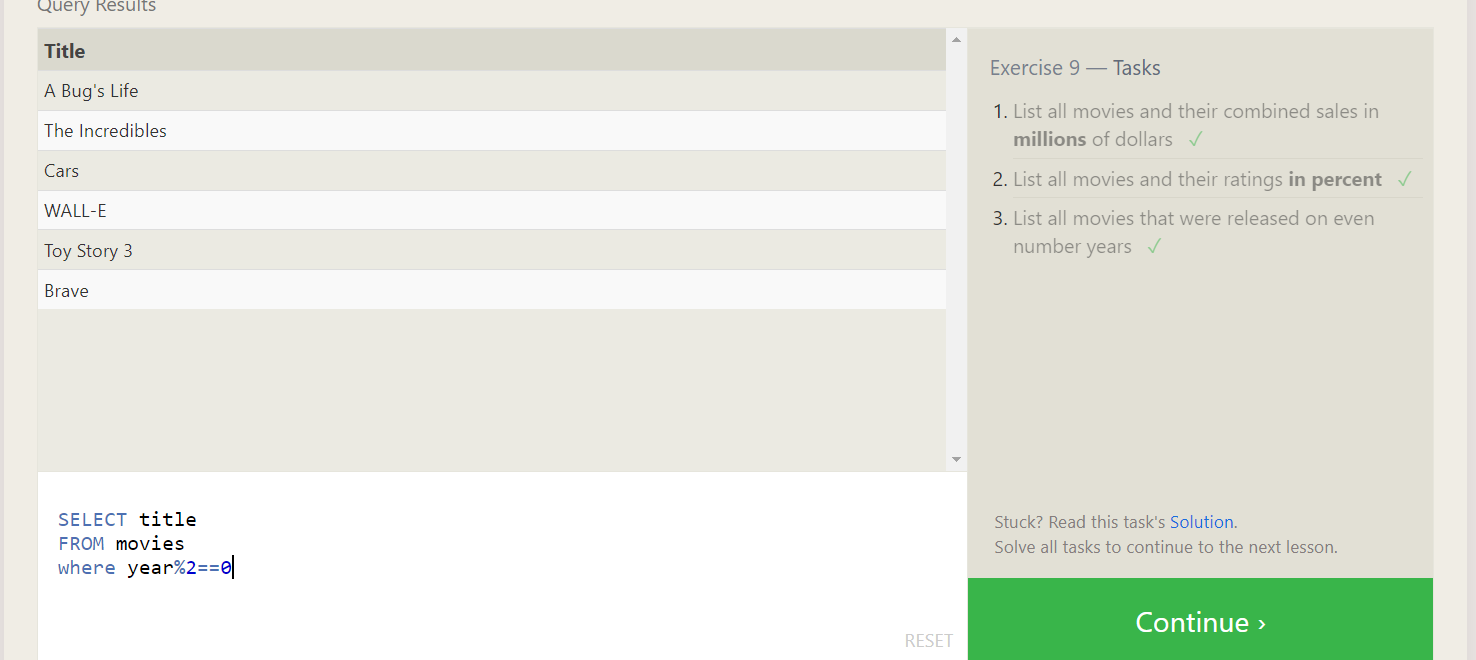 Query Results
Title
A Bug's Life
The Incredibles
Cars
WALL-E
Toy Story 3
Brave
SELECT title
FROM movies
where year%2==0
RESET
Exercise 9 — Tasks
1. List all movies and their combined sales in
millions of dollars ✓
2. List all movies and their ratings in percent ✓
3. List all movies that were released on even
number years ✓
Stuck? Read this task's Solution.
Solve all tasks to continue to the next lesson.
Continue ›